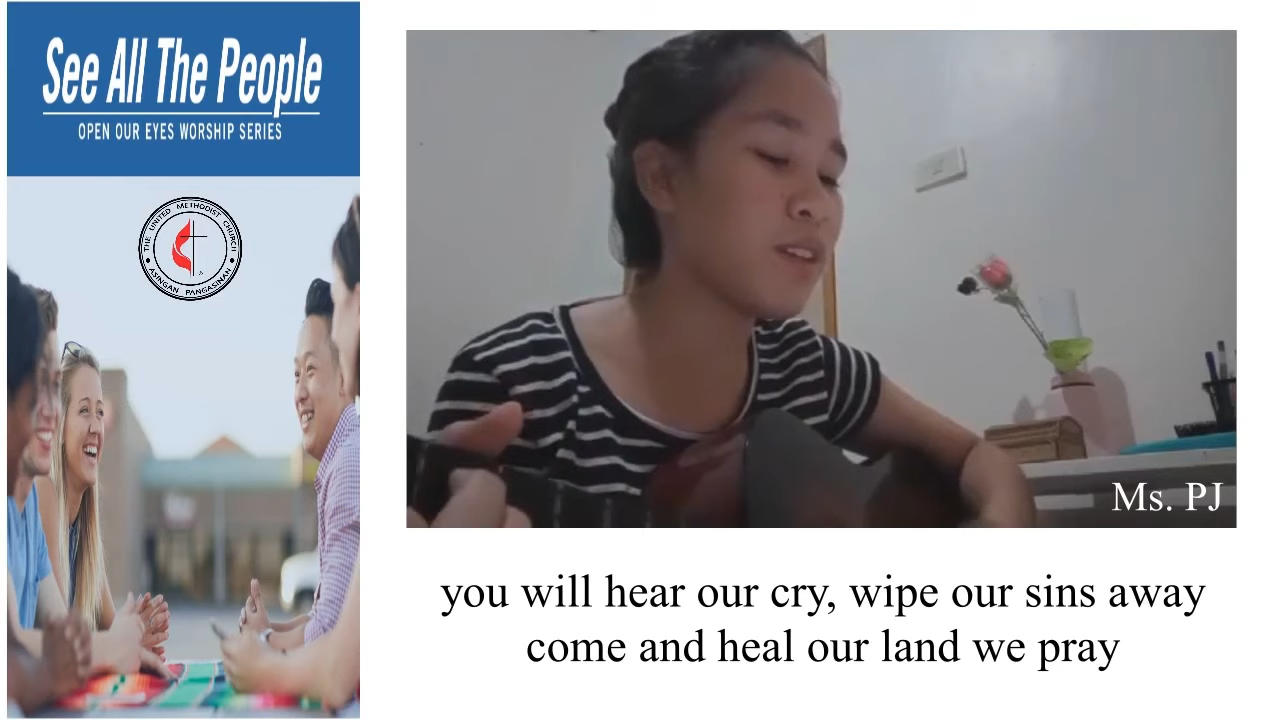 See All The People
OPEN OUR EYES WORSHIP SERIES
THE UNITED METHODIST CHURCH
ASINGAN PANGASINAN
Ms. PJ
you will hear our cry, wipe our sins away
come and heal our land we pray